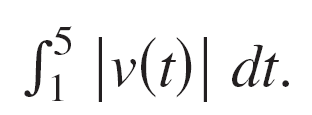 ∫₁⁵ |v(t)| dt.